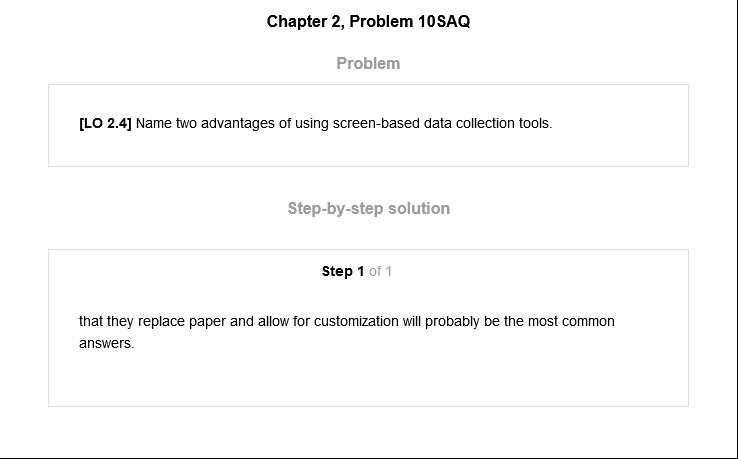 Chapter 2, Problem 10SAQ
Problem
[LO 2.4] Name two advantages of using screen-based data collection tools.
Step-by-step solution
Step 1 of 1
that they replace paper and allow for customization will probably be the most common
answers.